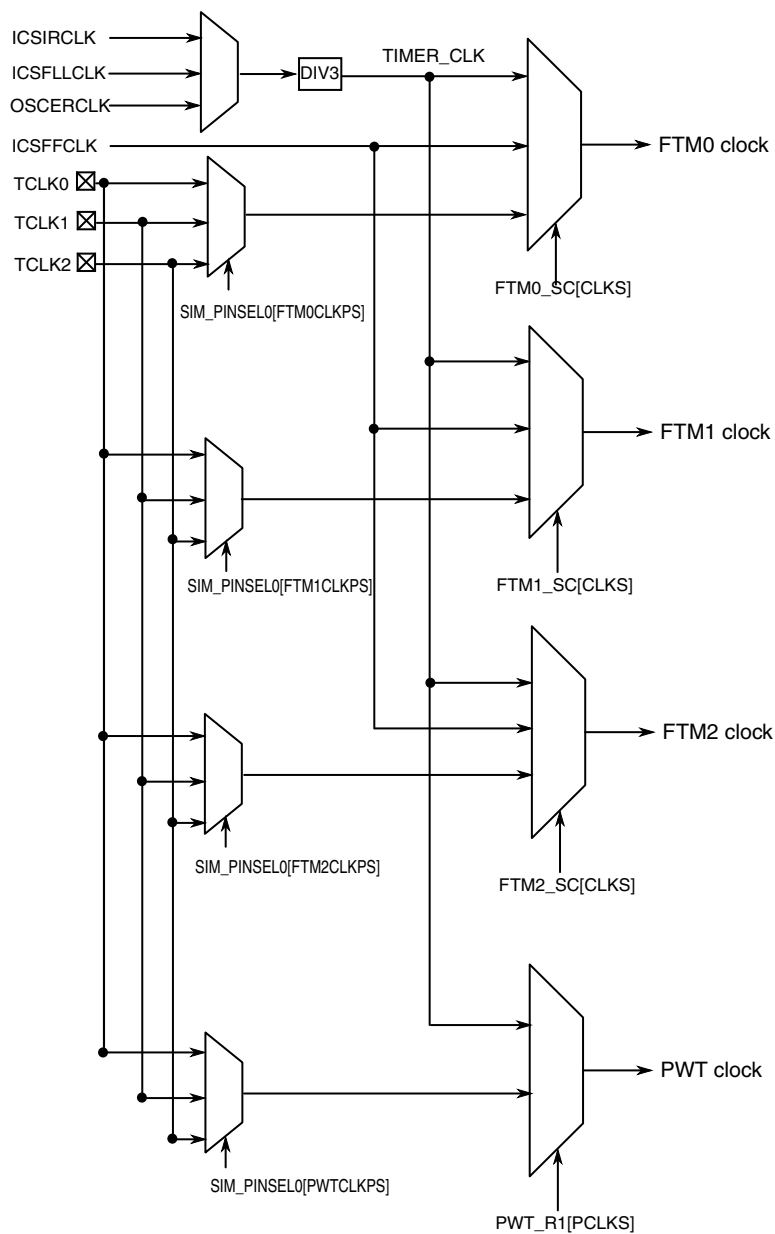 ICSIRCLK
ICSFLLCLK
OSCERCLK
DIV3
TIMER_CLK
ICSFFCLK
FTM0 clock
TCLK0
TCLK1
TCLK2
FTM0_SC[CLKS]
SIM_PINSEL0[FTM0CLKPS]
FTM1 clock
SIM_PINSEL0[FTM1CLKPS]
FTM1_SC[CLKS]
FTM2 clock
SIM_PINSEL0[FTM2CLKPS]
FTM2_SC[CLKS]
PWT clock
SIM_PINSEL0[PWTCLKPS]
PWT_R1[PCLKS]